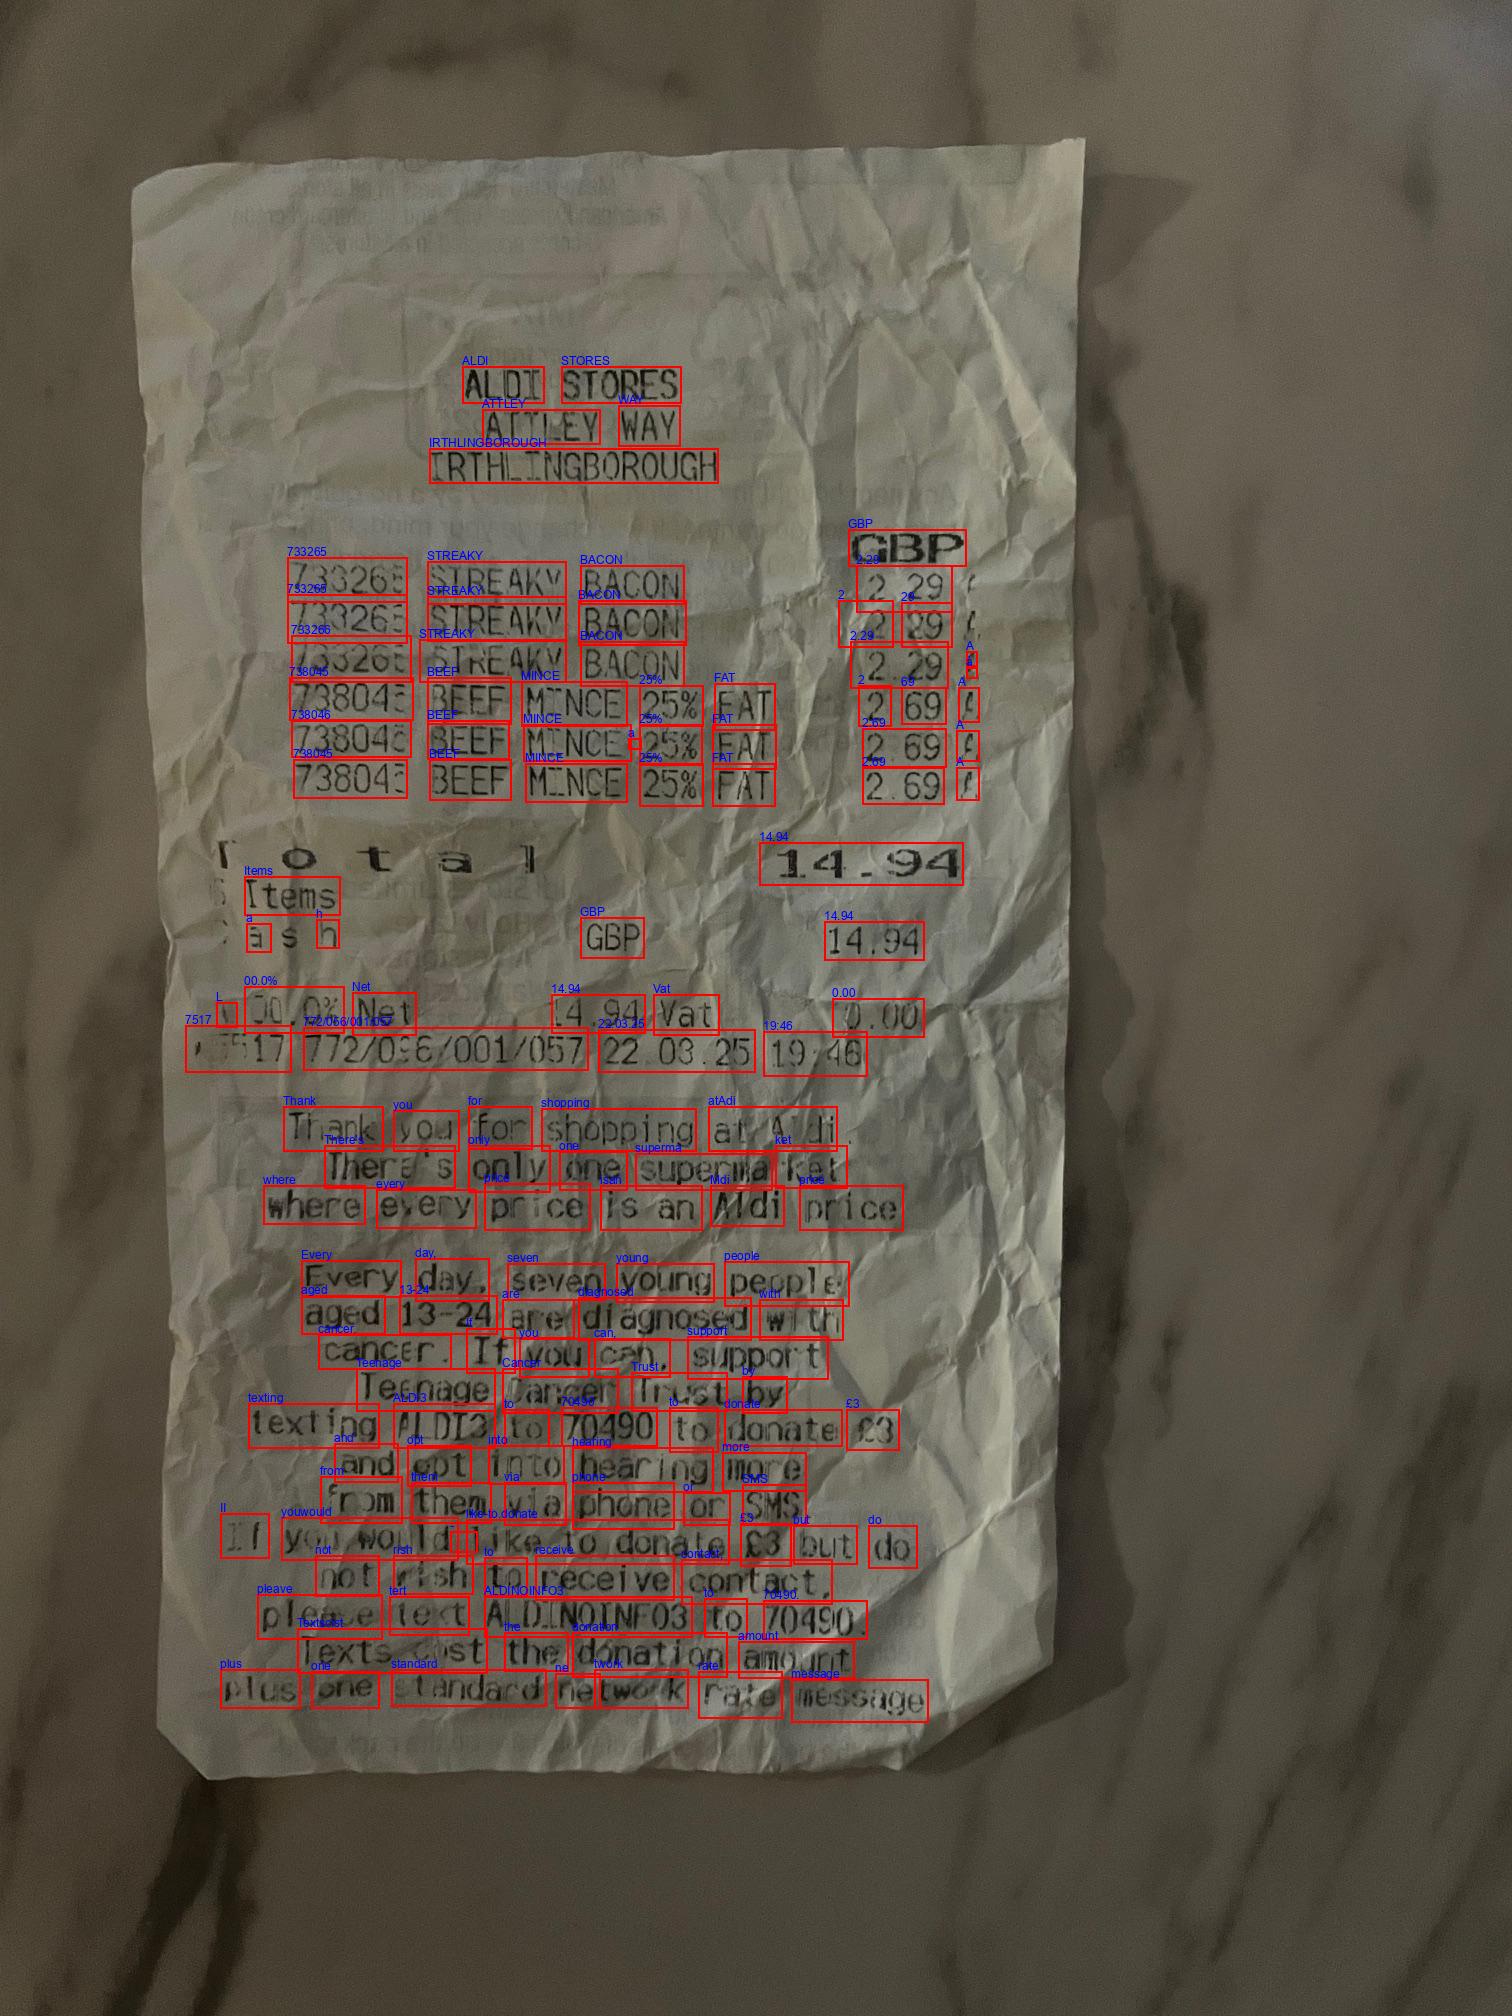 ALDI STORES
ATTLEY WAY
IRTHLINGBOROUGH
GBP
733265 STREAKY BACON 2.29 A
733265 STREAKY BACON 2.29 A
733265 STREAKY BACON 2.29 A
738045 BEEF MINCE 25% FAT 2.69 A
738045 BEEF MINCE 25% FAT 2.69 A
738045 BEEF MINCE 25% FAT 2.69 A
Total 14.94
Items
ash GBP 14.94
00.0% Net 14.94 Vat 0.00
7517 772/056/001/057 22.03.25 19:46
Thank you for shopping at Aldi.
There's only one supermarket
where every price is an Aldi price
Every day, seven young people
aged 13-24 are diagnosed with
cancer. If you can, support
Teenage Cancer Trust by
texting ALDI3 to 70490 to donate £3
and opt into hearing more
from them via phone or SMS
If you would like to donate £3 but do
not wish to receive contact,
please text ALDINOINFO3 to 70490.
Texts cost the donation amount
plus one standard network rate message